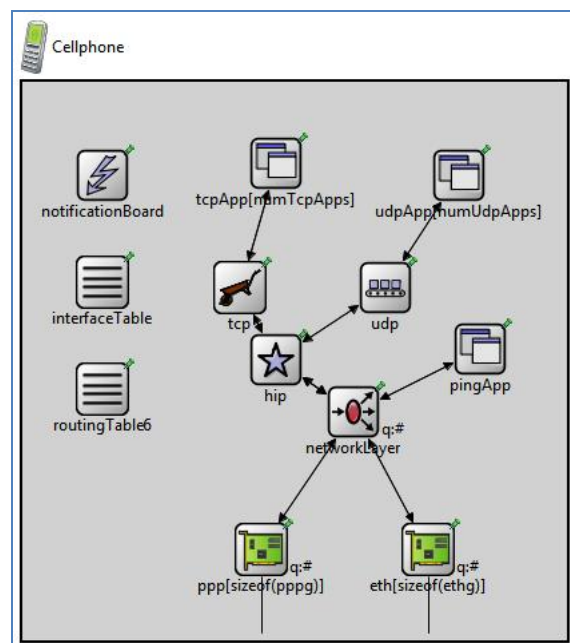 Cellphone
tcpApp[numTcpApps]
udpApp[numUdpApps]
notificationBoard
interfaceTable
tcp
udp
hip
pingApp
routingTable6
q:#
networkLayer
q:#
ppp[sizeof(pppg)]
q:#
eth[sizeof(ethg)]